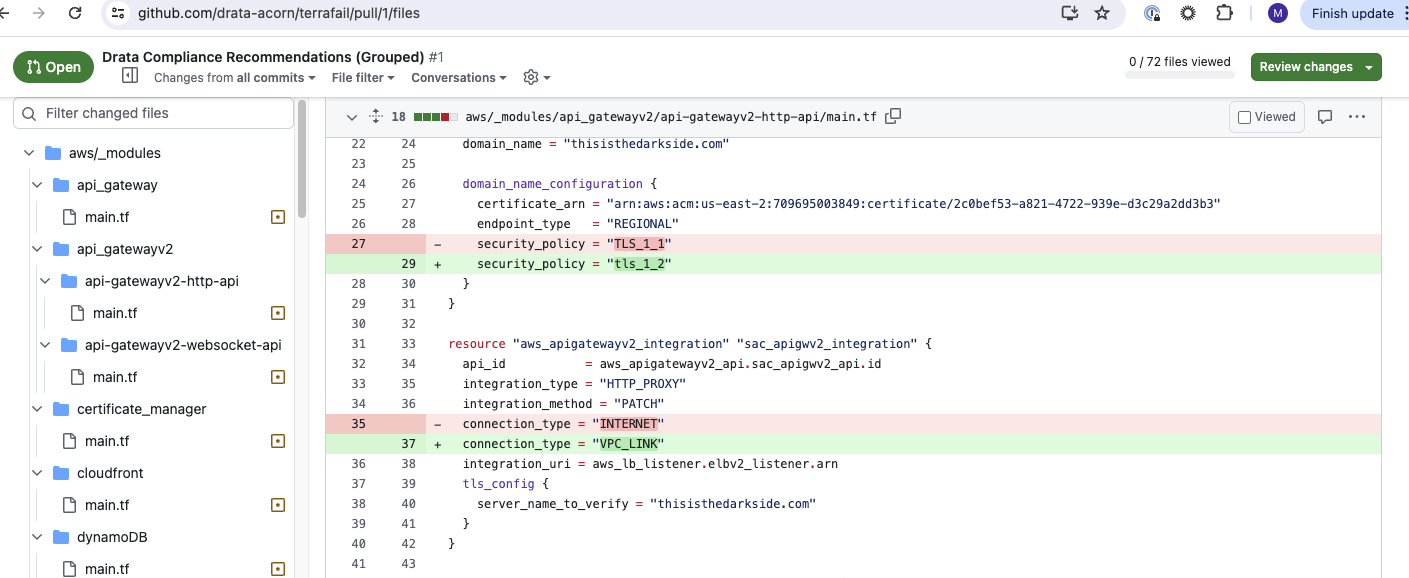 github.com/drata-acorn/terrafail/pull/1/files
M
Finish update
Open
Drata Compliance Recommendations (Grouped) #1
Changes from all commits
File filter
Conversations
0 / 72 files viewed
Review changes
Filter changed files
aws/_modules
api_gateway
main.tf
api_gatewayv2
api-gatewayv2-http-api
main.tf
api-gatewayv2-websocket-api
main.tf
certificate_manager
main.tf
cloudfront
main.tf
dynamoDB
main.tf
18 aws/_modules/api_gatewayv2/api-gatewayv2-http-api/main.tf
Viewed
22 24 domain_name = "thisisthedarkside.com"
23 25
24 26 domain_name_configuration {
25 27 certificate_arn = "arn:aws:acm:us-east-2:709695003849:certificate/2c0bef53-a821-4722-939e-d3c29a2dd3b3"
26 28 endpoint_type   = "REGIONAL"
27 - security_policy = "TLS_1_1"
29 + security_policy = "tls_1_2"
28 30 }
29 31 }
30 32
31 33 resource "aws_apigatewayv2_integration" "sac_apigwv2_integration" {
32 34 api_id           = aws_apigatewayv2_api.sac_apigwv2_api.id
33 35 integration_type = "HTTP_PROXY"
34 36 integration_method = "PATCH"
35 - connection_type = "INTERNET"
37 + connection_type = "VPC_LINK"
36 38 integration_uri = aws_lb_listener.elbv2_listener.arn
37 39 tls_config {
38 40 server_name_to_verify = "thisisthedarkside.com"
39 41 }
40 42 }
41 43